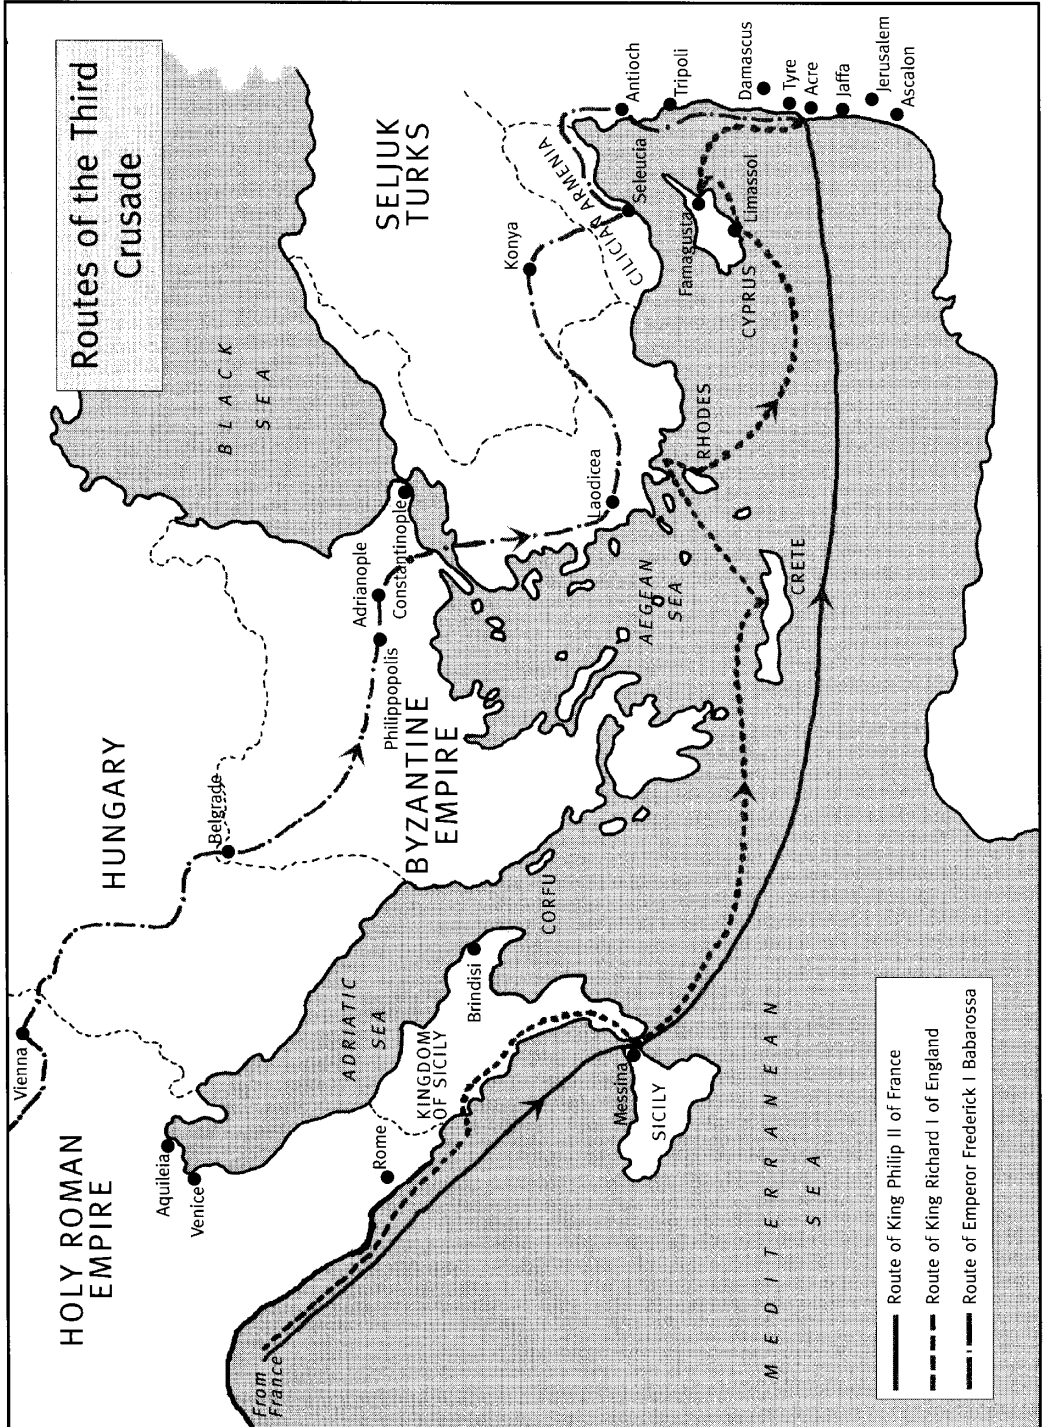 Routes of the Third
Crusade
HOLY ROMAN
EMPIRE
Vienna
HUNGARY
Belgrade
BLACK
SEA
Aquileia
Venice
ADRIATIC
SEA
Rome
KINGDOM
OF SICILY
Brindisi
CORFU
BYZANTINE
EMPIRE
Philippopolis
Adrianople
Constantinople
SELJUK
TURKS
Konya
CILICIAN ARMENIA
Laodicea
Seleucia
From
France
Messina
SICILY
AEGEAN
SEA
CRETE
RHODES
CYPRUS
Famagusta
Limassol
Antioch
Tripoli
Damascus
Tyre
Acre
Jaffa
Jerusalem
Ascalon
MEDITERRANEAN
SEA
Route of King Philip II of France
Route of King Richard I of England
Route of Emperor Frederick I Babarossa